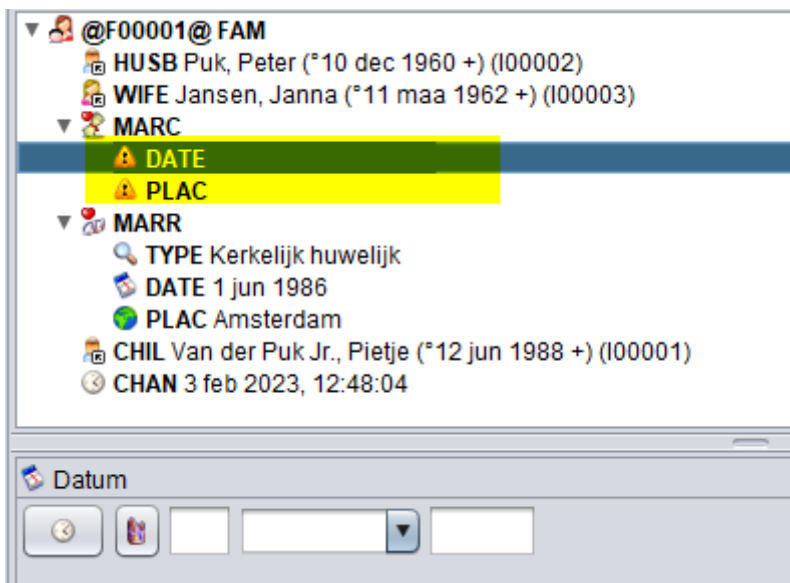 @F00001@ FAM
HUSB Puk, Peter (°10 dec 1960 +) (I00002)
WIFE Jansen, Janna (°11 maa 1962 +) (I00003)
MARC
DATE
PLAC
MARR
TYPE Kerkelijk huwelijk
DATE 1 jun 1986
PLAC Amsterdam
CHIL Van der Puk Jr., Pietje (°12 jun 1988 +) (I00001)
CHAN 3 feb 2023, 12:48:04
Datum